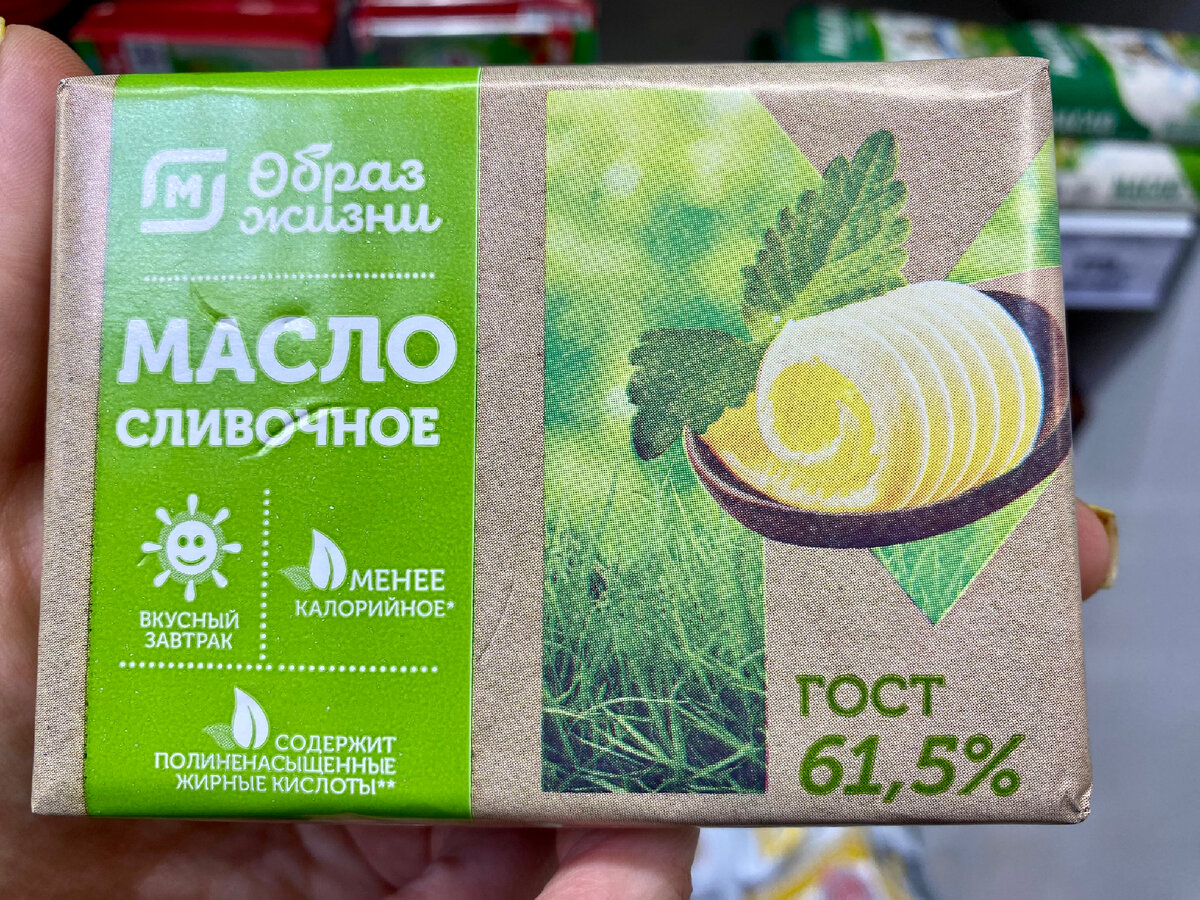 М
Образ
жизни
МАСЛО
СЛИВОЧНОЕ
ВКУСНЫЙ
ЗАВТРАК
МЕНЕЕ
КАЛОРИЙНОЕ*
СОДЕРЖИТ
ПОЛИНЕНАСЫЩЕННЫЕ
ЖИРНЫЕ КИСЛОТЫ**
ГОСТ
61,5%